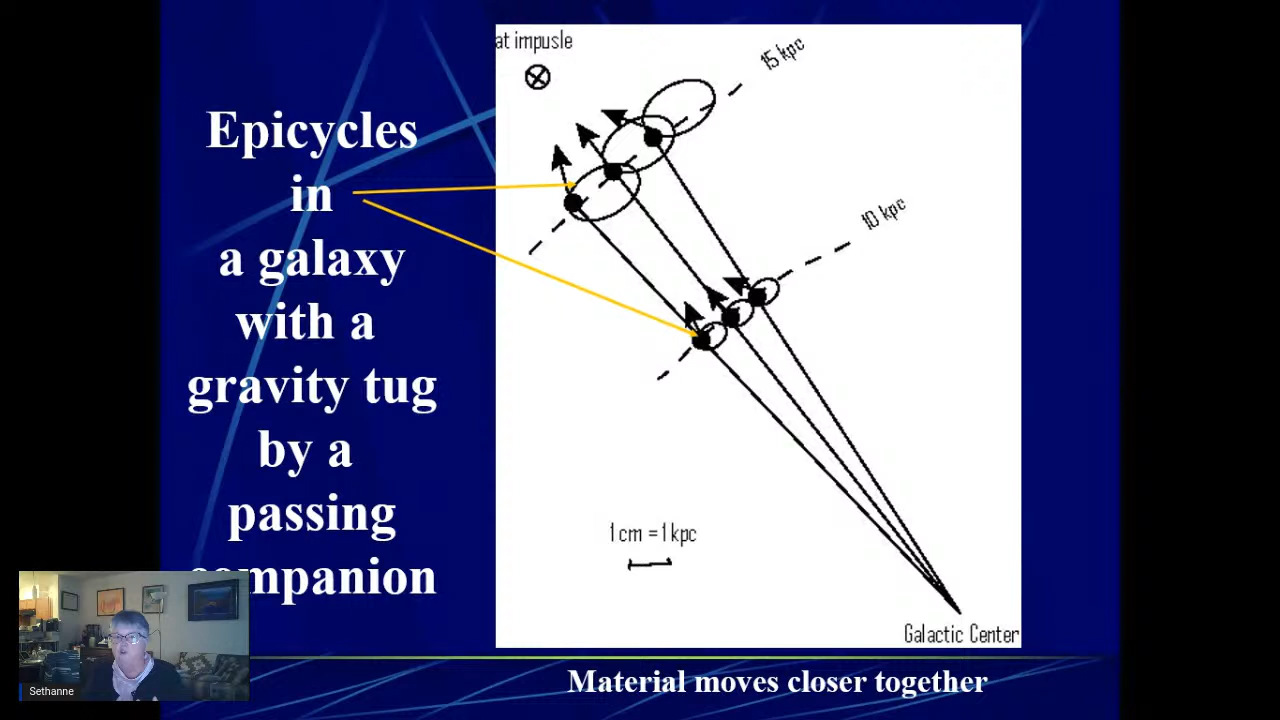 at impusle
15 kpc
Epicycles
in
a galaxy
with a
gravity tug
by a
passing
companion
10 kpc
1 cm = 1 kpc
Galactic Center
Material moves closer together
Sethanne